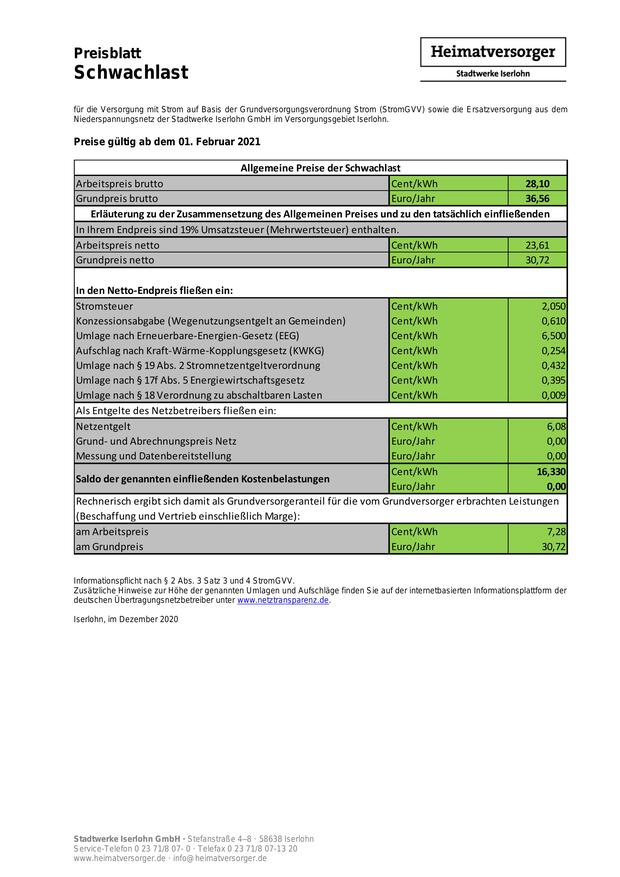 Preisblatt
Schwachlast
Heimatversorger
Stadtwerke Iserlohn
für die Versorgung mit Strom auf Basis der Grundversorgungsverordnung Strom (StromGVV) sowie die Ersatzversorgung aus dem
Niederspannungsnetz der Stadtwerke Iserlohn GmbH im Versorgungsgebiet Iserlohn.
Preise gültig ab dem 01. Februar 2021
Allgemeine Preise der Schwachlast
Arbeitspreis brutto Cent/kWh 28,10
Grundpreis brutto Euro/Jahr 36,56
Erläuterung zu der Zusammensetzung des Allgemeinen Preises und zu den tatsächlich einfließenden
In Ihrem Endpreis sind 19% Umsatzsteuer (Mehrwertsteuer) enthalten.
Arbeitspreis netto Cent/kWh 23,61
Grundpreis netto Euro/Jahr 30,72
In den Netto-Endpreis fließen ein:
Stromsteuer Cent/kWh 2,050
Konzessionsabgabe (Wegenutzungsentgelt an Gemeinden) Cent/kWh 0,610
Umlage nach Erneuerbare-Energien-Gesetz (EEG) Cent/kWh 6,500
Aufschlag nach Kraft-Wärme-Kopplungsgesetz (KWKG) Cent/kWh 0,254
Umlage nach § 19 Abs. 2 Stromnetzentgeltverordnung Cent/kWh 0,432
Umlage nach § 17f Abs. 5 Energiewirtschaftsgesetz Cent/kWh 0,395
Umlage nach § 18 Verordnung zu abschaltbaren Lasten Cent/kWh 0,009
Als Entgelte des Netzbetreibers fließen ein:
Netzentgelt Cent/kWh 6,08
Grund- und Abrechnungspreis Netz Euro/Jahr 0,00
Messung und Datenbereitstellung Euro/Jahr 0,00
Saldo der genannten einfließenden Kostenbelastungen Cent/kWh 16,330
Euro/Jahr 0,00
Rechnerisch ergibt sich damit als Grundversorgeranteil für die vom Grundversorger erbrachten Leistungen
(Beschaffung und Vertrieb einschließlich Marge):
am Arbeitspreis Cent/kWh 7,28
am Grundpreis Euro/Jahr 30,72
Informationspflicht nach § 2 Abs. 3 Satz 3 und 4 StromGVV.
Zusätzliche Hinweise zur Höhe der genannten Umlagen und Aufschläge finden Sie auf der internetbasierten Informationsplattform der
deutschen Übertragungsnetzbetreiber unter www.netztransparenz.de.
Iserlohn, im Dezember 2020
Stadtwerke Iserlohn GmbH · Stefanstraße 4–8 · 58638 Iserlohn
Service-Telefon 0 23 71/8 07- 0 · Telefax 0 23 71/8 07-13 20
www.heimatversorger.de · info@heimatversorger.de